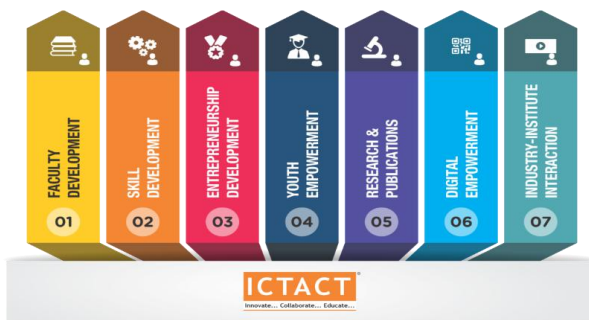 FACULTY
DEVELOPMENT
01
SKILL
DEVELOPMENT
02
ENTREPRENEURSHIP
DEVELOPMENT
03
YOUTH
EMPOWERMENT
04
RESEARCH &
PUBLICATIONS
05
DIGITAL
EMPOWERMENT
06
INDUSTRY-INSTITUTE
INTERACTION
07
ICTACT®
Innovate... Collaborate... Educate...